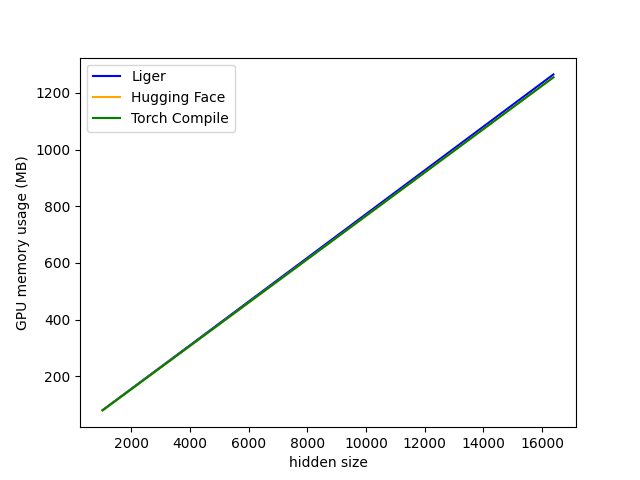 Liger
Hugging Face
Torch Compile
GPU memory usage (MB)
1200
1000
800
600
400
200
2000 4000 6000 8000 10000 12000 14000 16000
hidden size